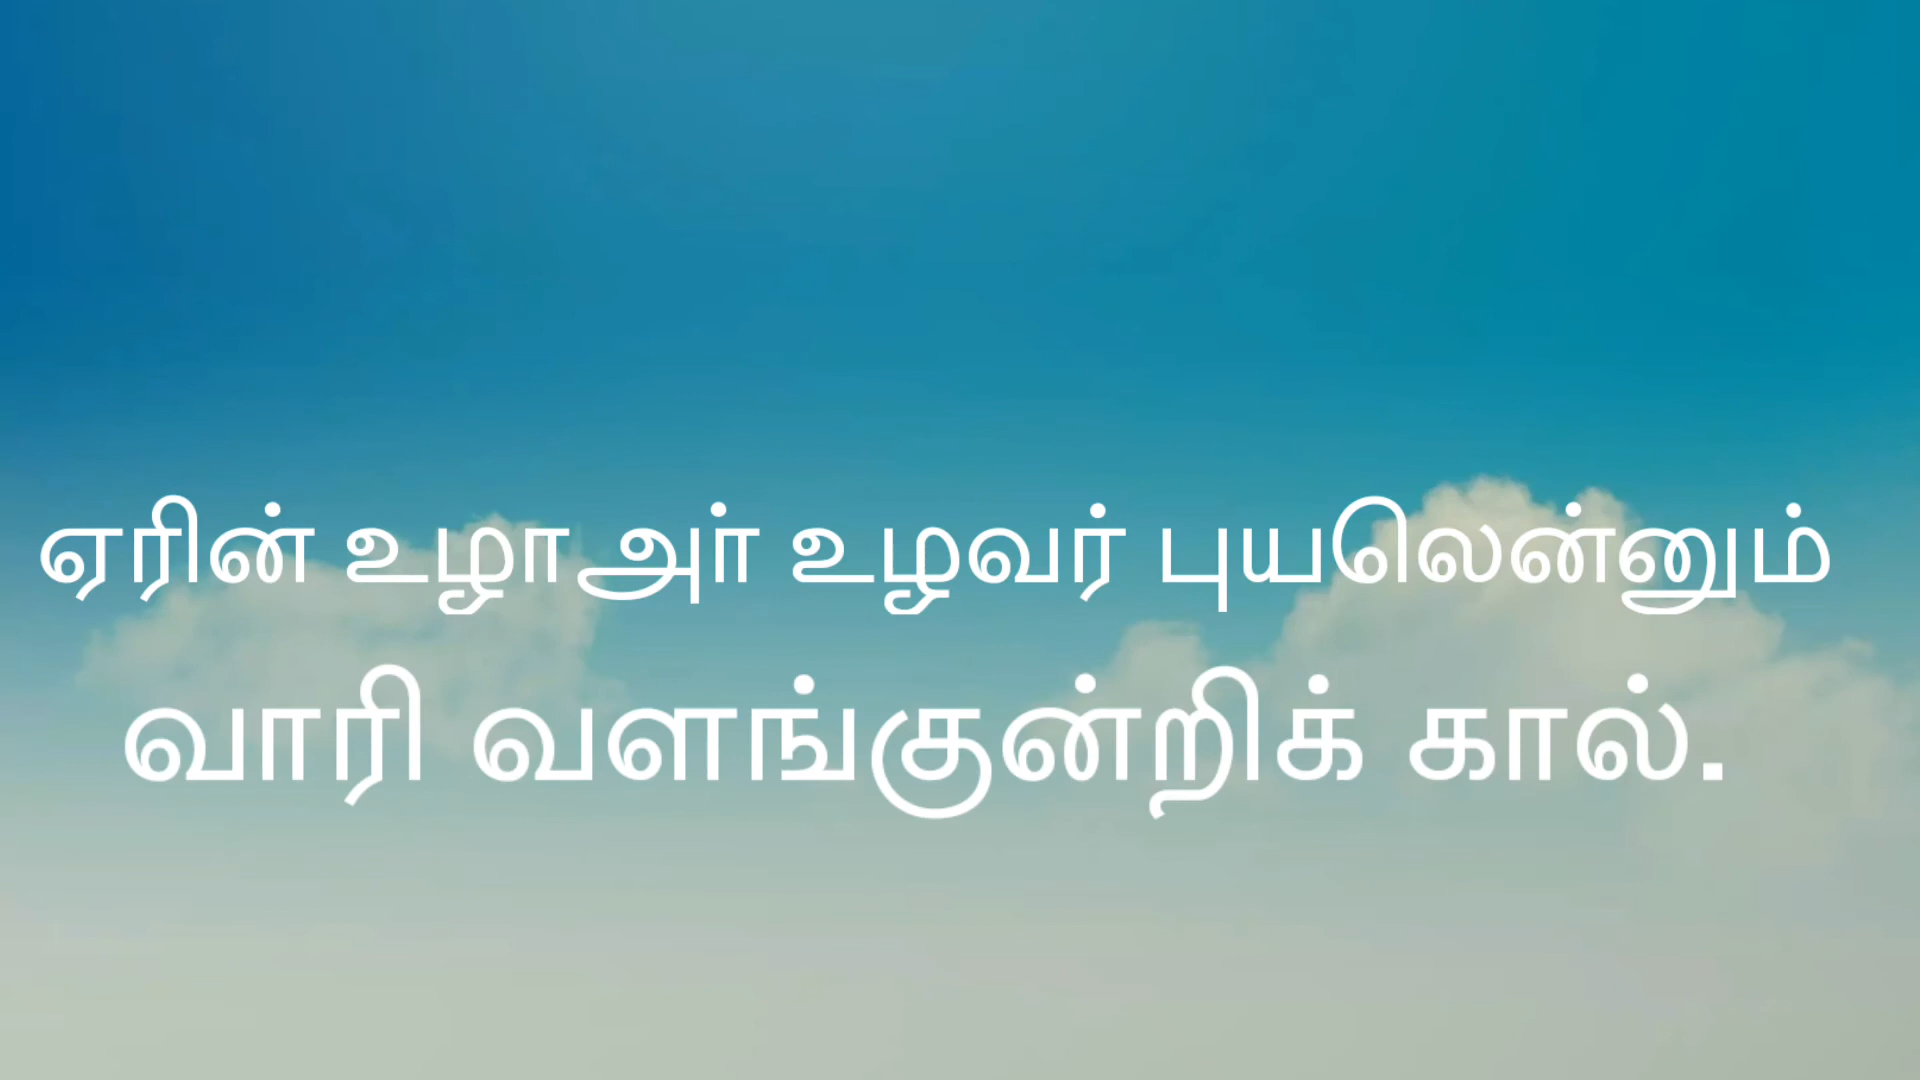 ஏரின் உழாஅர் உழவர் புயலென்னும்
வாரி வளங்குன்றிக் கால்.